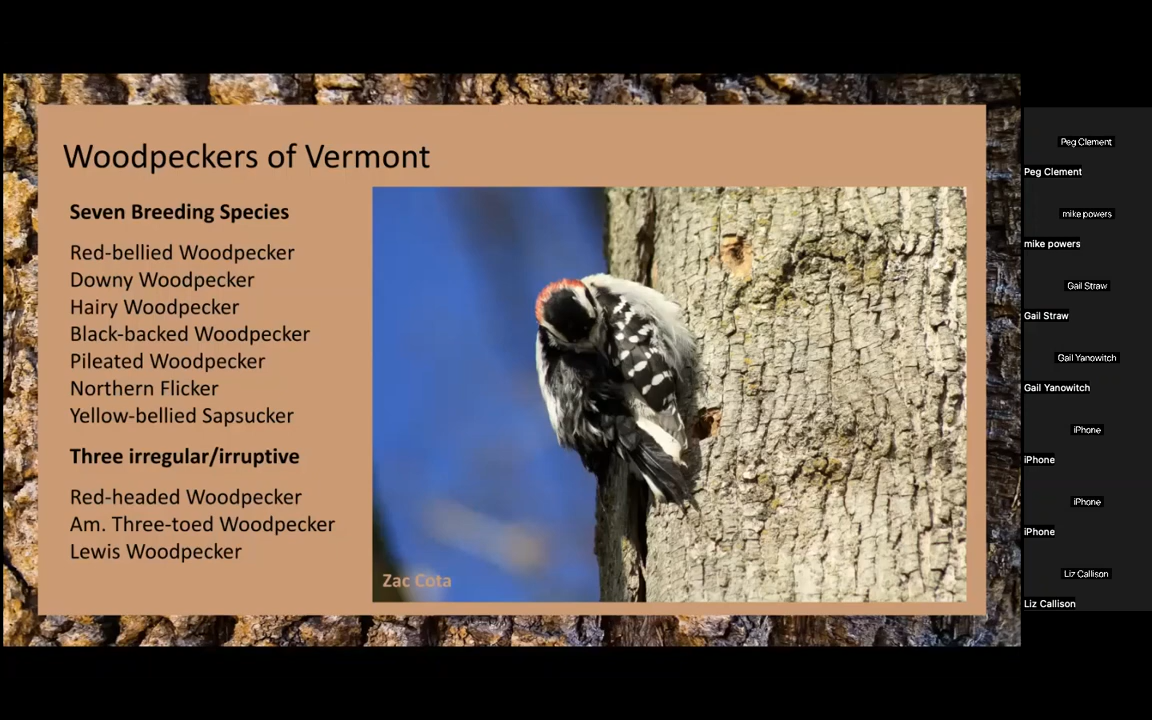 Woodpeckers of Vermont
Seven Breeding Species
Red-bellied Woodpecker
Downy Woodpecker
Hairy Woodpecker
Black-backed Woodpecker
Pileated Woodpecker
Northern Flicker
Yellow-bellied Sapsucker
Three irregular/irruptive
Red-headed Woodpecker
Am. Three-toed Woodpecker
Lewis Woodpecker
Zac Cota
Peg Clement
Peg Clement
mike powers
mike powers
Gail Straw
Gail Straw
Gail Yanowitch
Gail Yanowitch
iPhone
iPhone
iPhone
iPhone
Liz Callison
Liz Callison